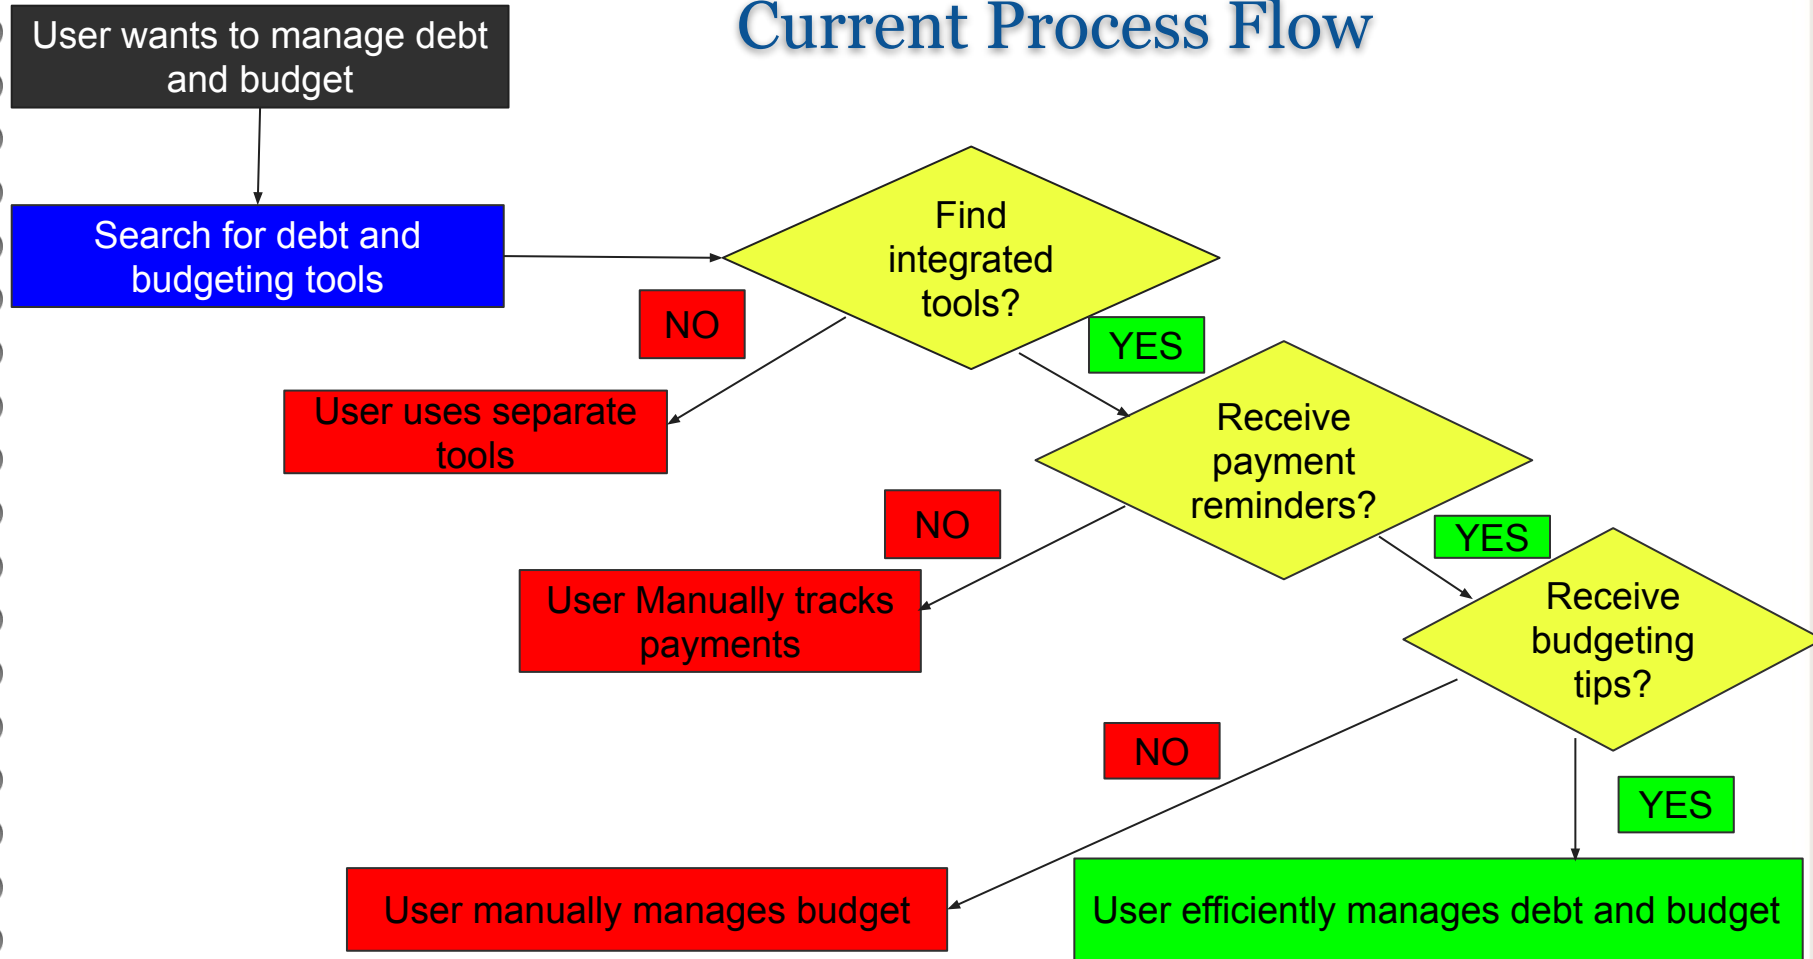 Current Process Flow
User wants to manage debt
and budget
Search for debt and
budgeting tools
Find
integrated
tools?
NO
YES
User uses separate
tools
Receive
payment
reminders?
NO
YES
User Manually tracks
payments
Receive
budgeting
tips?
NO
YES
User manually manages budget
User efficiently manages debt and budget